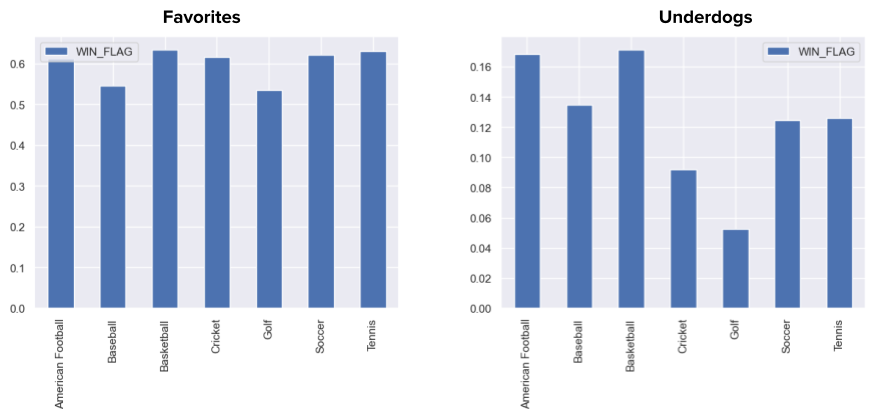 Favorites
WIN_FLAG
0.6
0.5
0.4
0.3
0.2
0.1
0.0
American Football
Baseball
Basketball
Cricket
Golf
Soccer
Tennis
Underdogs
WIN_FLAG
0.16
0.14
0.12
0.10
0.08
0.06
0.04
0.02
0.00
American Football
Baseball
Basketball
Cricket
Golf
Soccer
Tennis